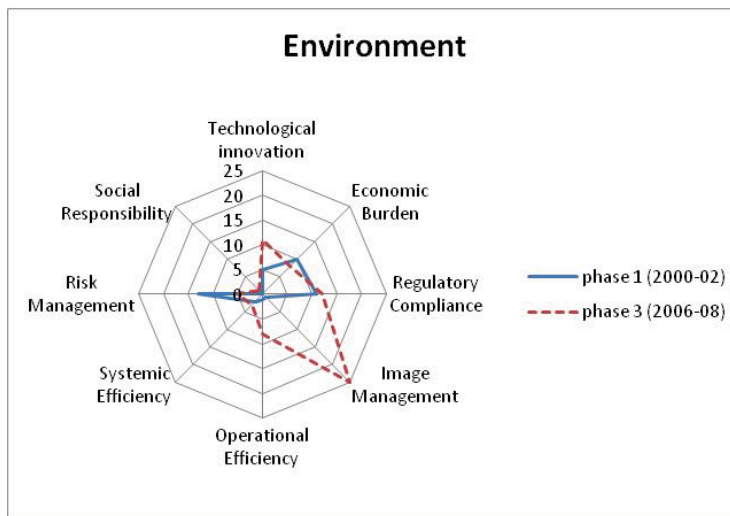 Environment
Technological
innovation
25
20
15
10
5
0
Economic
Burden
Regulatory
Compliance
Image
Management
Operational
Efficiency
Systemic
Efficiency
Risk
Management
Social
Responsibility
phase 1 (2000-02)
phase 3 (2006-08)